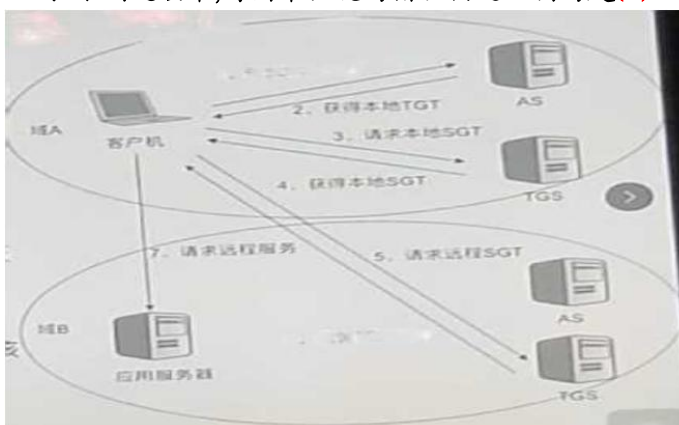 AS
2、获得本地TGT
域A
客户机
3、请求本地SGT
4、获得本地SGT
TGS
7、请求远程服务
5、请求远程SGT
AS
域B
应用服务器
TGS